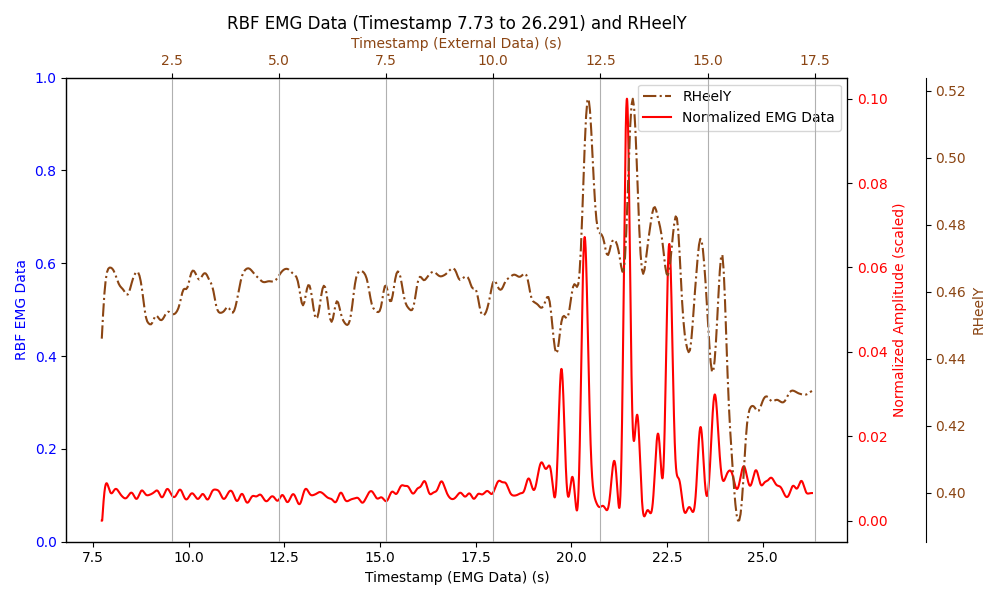 RBF EMG Data (Timestamp 7.73 to 26.291) and RHeelY
Timestamp (External Data) (s)
2.5 5.0 7.5 10.0 12.5 15.0 17.5
RHeelY
Normalized EMG Data
RBF EMG Data
1.0
0.8
0.6
0.4
0.2
0.0
Normalized Amplitude (scaled)
0.10
0.08
0.06
0.04
0.02
0.00
RHeelY
0.52
0.50
0.48
0.46
0.44
0.42
0.40
7.5 10.0 12.5 15.0 17.5 20.0 22.5 25.0
Timestamp (EMG Data) (s)